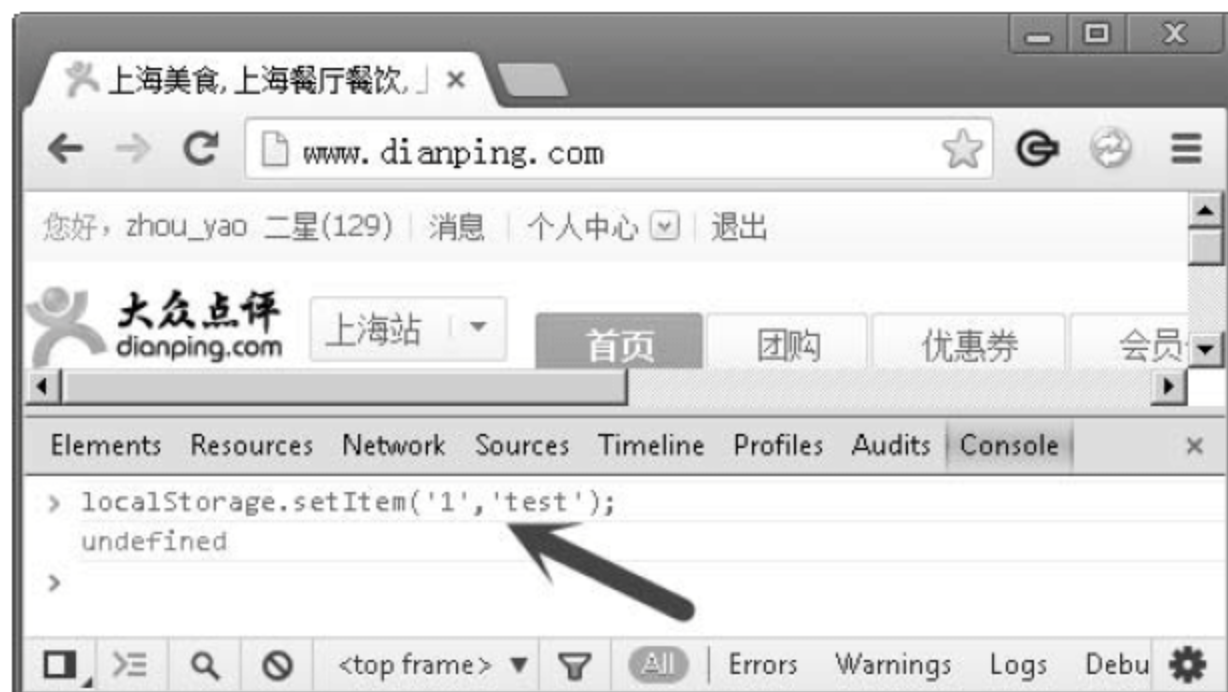 上海美食, 上海餐厅餐饮,
www.dianping.com
您好，zhou_yao 二星(129) 消息 个人中心 退出
大众点评
dianping.com
上海站 首页 团购 优惠券 会员
Elements Resources Network Sources Timeline Profiles Audits Console
> localStorage.setItem('1','test');
undefined
>
<top frame> All Errors Warnings Logs Debu